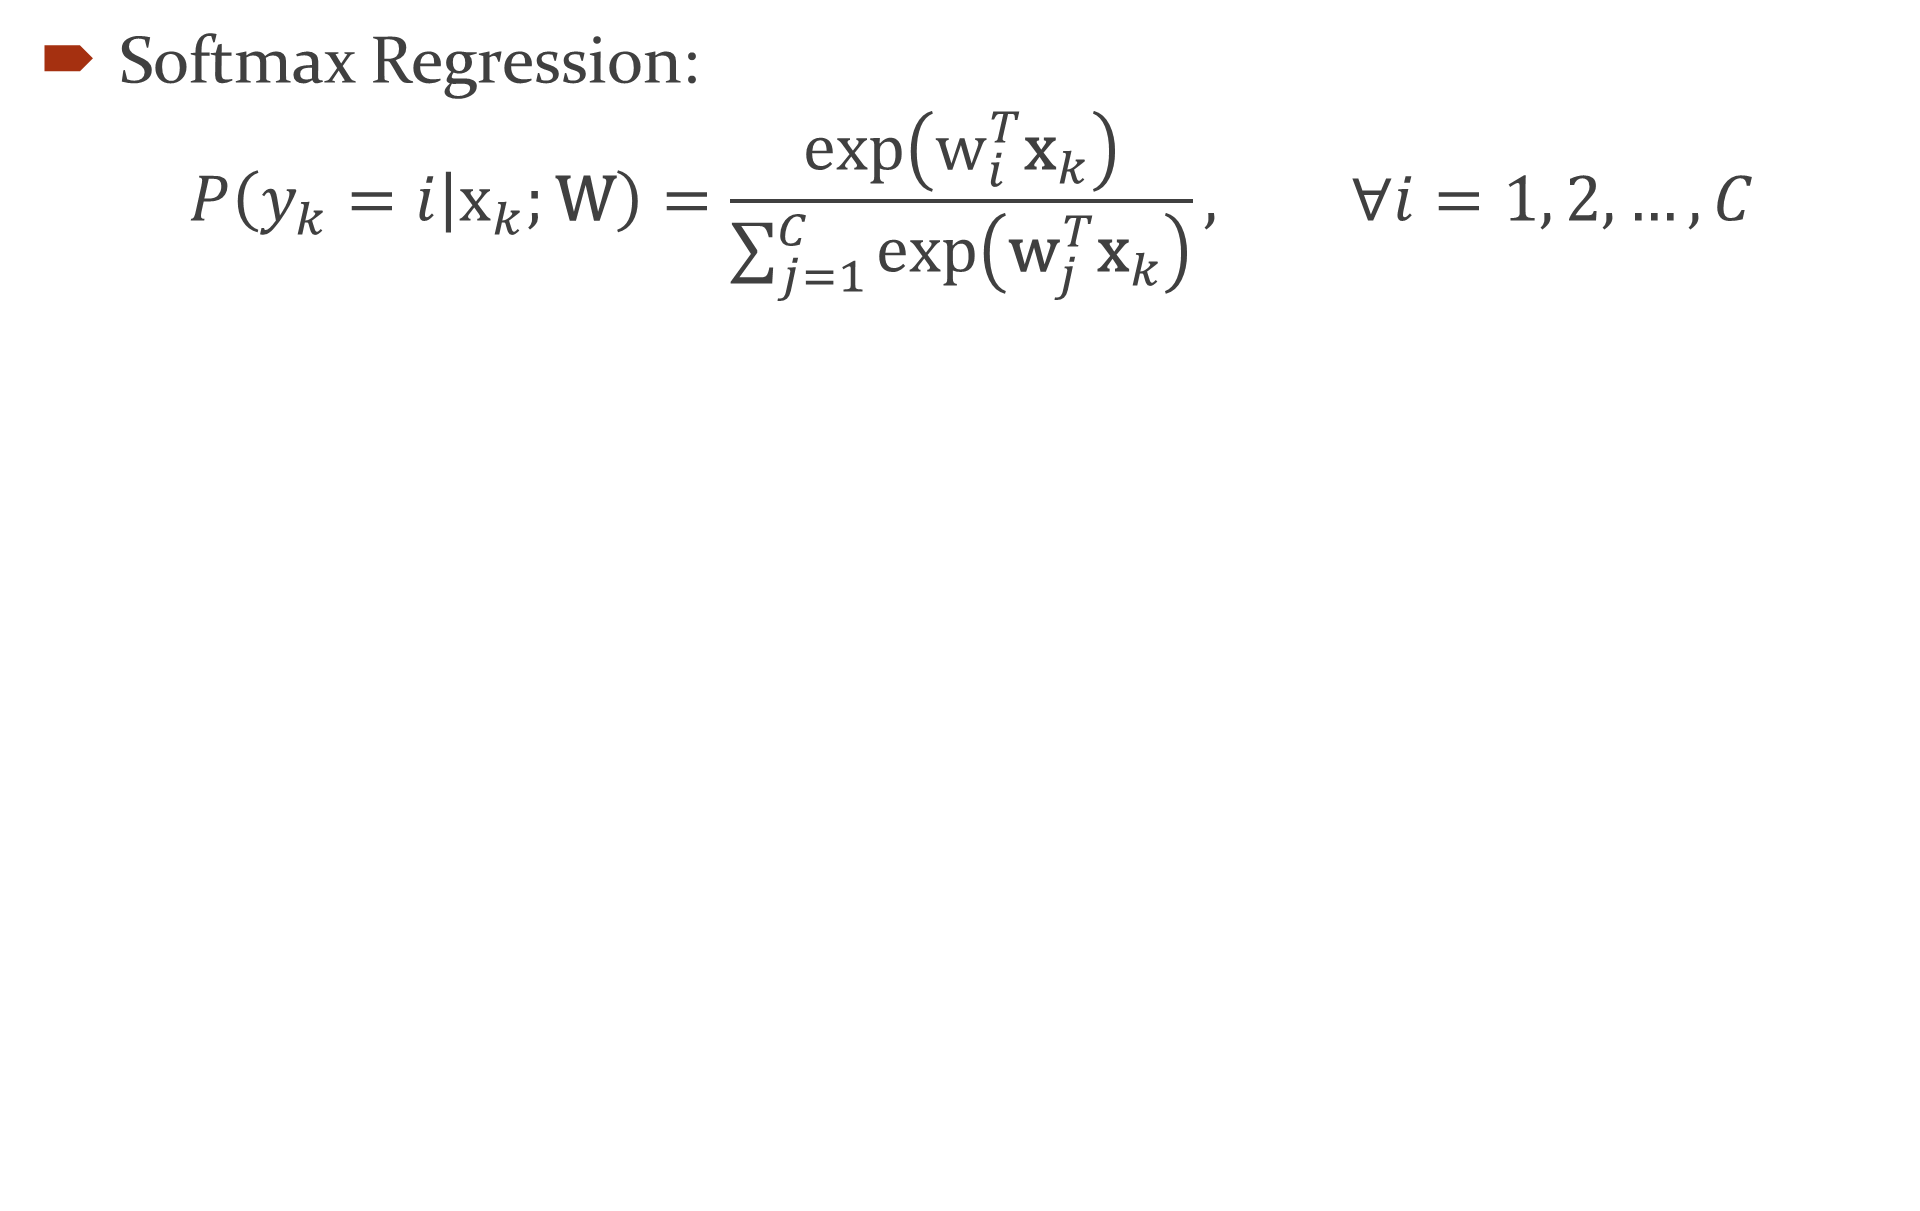 Softmax Regression:
P(y_k = i|x_k; W) = exp(w_i^T x_k) / ∑_{j=1}^C exp(w_j^T x_k), ∀i = 1, 2, … , C